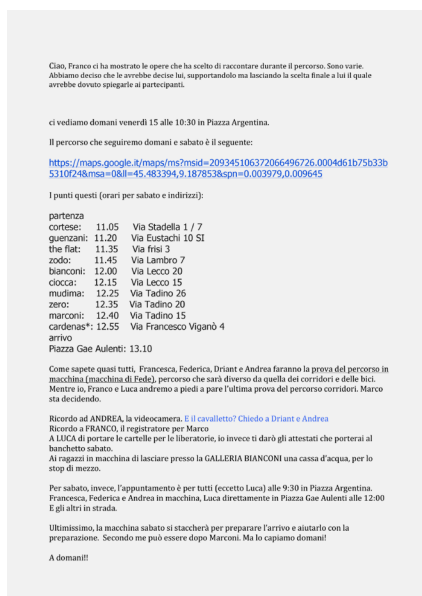 Ciao, Franco ci ha mostrato le opere che ha scelto di raccontare durante il percorso. Sono varie.
Abbiamo deciso che le avrebbe decise lui, supportandolo ma lasciando la scelta finale a lui il quale
avrebbe dovuto spiegarle ai partecipanti.
ci vediamo domani venerdì 15 alle 10:30 in Piazza Argentina.
Il percorso che seguiremo domani e sabato è il seguente:
https://maps.google.it/maps/ms?msid=209345106372066496726.0004d61b75b33b
5310f24&msa=0&ll=45.483394,9.187853&spn=0.003979,0.009645
I punti questi (orari per sabato e indirizzi):
partenza
cortese: 11.05 Via Stadella 1 / 7
guenzani: 11.20 Via Eustachi 10 SI
the flat: 11.35 Via frisi 3
zodo: 11.45 Via Lambro 7
bianconi: 12.00 Via Lecco 20
ciocca: 12.15 Via Lecco 15
mudima: 12.25 Via Tadino 26
zero: 12.35 Via Tadino 20
marconi: 12.40 Via Tadino 15
cardenas*: 12.55 Via Francesco Viganò 4
arrivo
Piazza Gae Aulenti: 13.10
Come sapete quasi tutti, Francesca, Federica, Driant e Andrea faranno la prova del percorso in
macchina (macchina di Fede), percorso che sarà diverso da quella dei corridori e delle bici.
Mentre io, Franco e Luca andremo a piedi a pare l'ultima prova del percorso corridori. Marco
sta decidendo.
Ricordo ad ANDREA, la videocamera. E il cavalletto? Chiedo a Driant e Andrea
Ricordo a FRANCO, il registratore per Marco
A LUCA di portare le cartelle per le liberatorie, io invece ti darò gli attestati che porterai al
banchetto sabato.
Ai ragazzi in macchina di lasciare presso la GALLERIA BIANCONI una cassa d'acqua, per lo
stop di mezzo.
Per sabato, invece, l'appuntamento è per tutti (eccetto Luca) alle 9:30 in Piazza Argentina.
Francesca, Federica e Andrea in macchina, Luca direttamente in Piazza Gae Aulenti alle 12:00
E gli altri in strada.
Ultimissimo, la macchina sabato si staccherà per preparare l'arrivo e aiutarlo con la
preparazione. Secondo me può essere dopo Marconi. Ma lo capiamo domani!
A domani!!